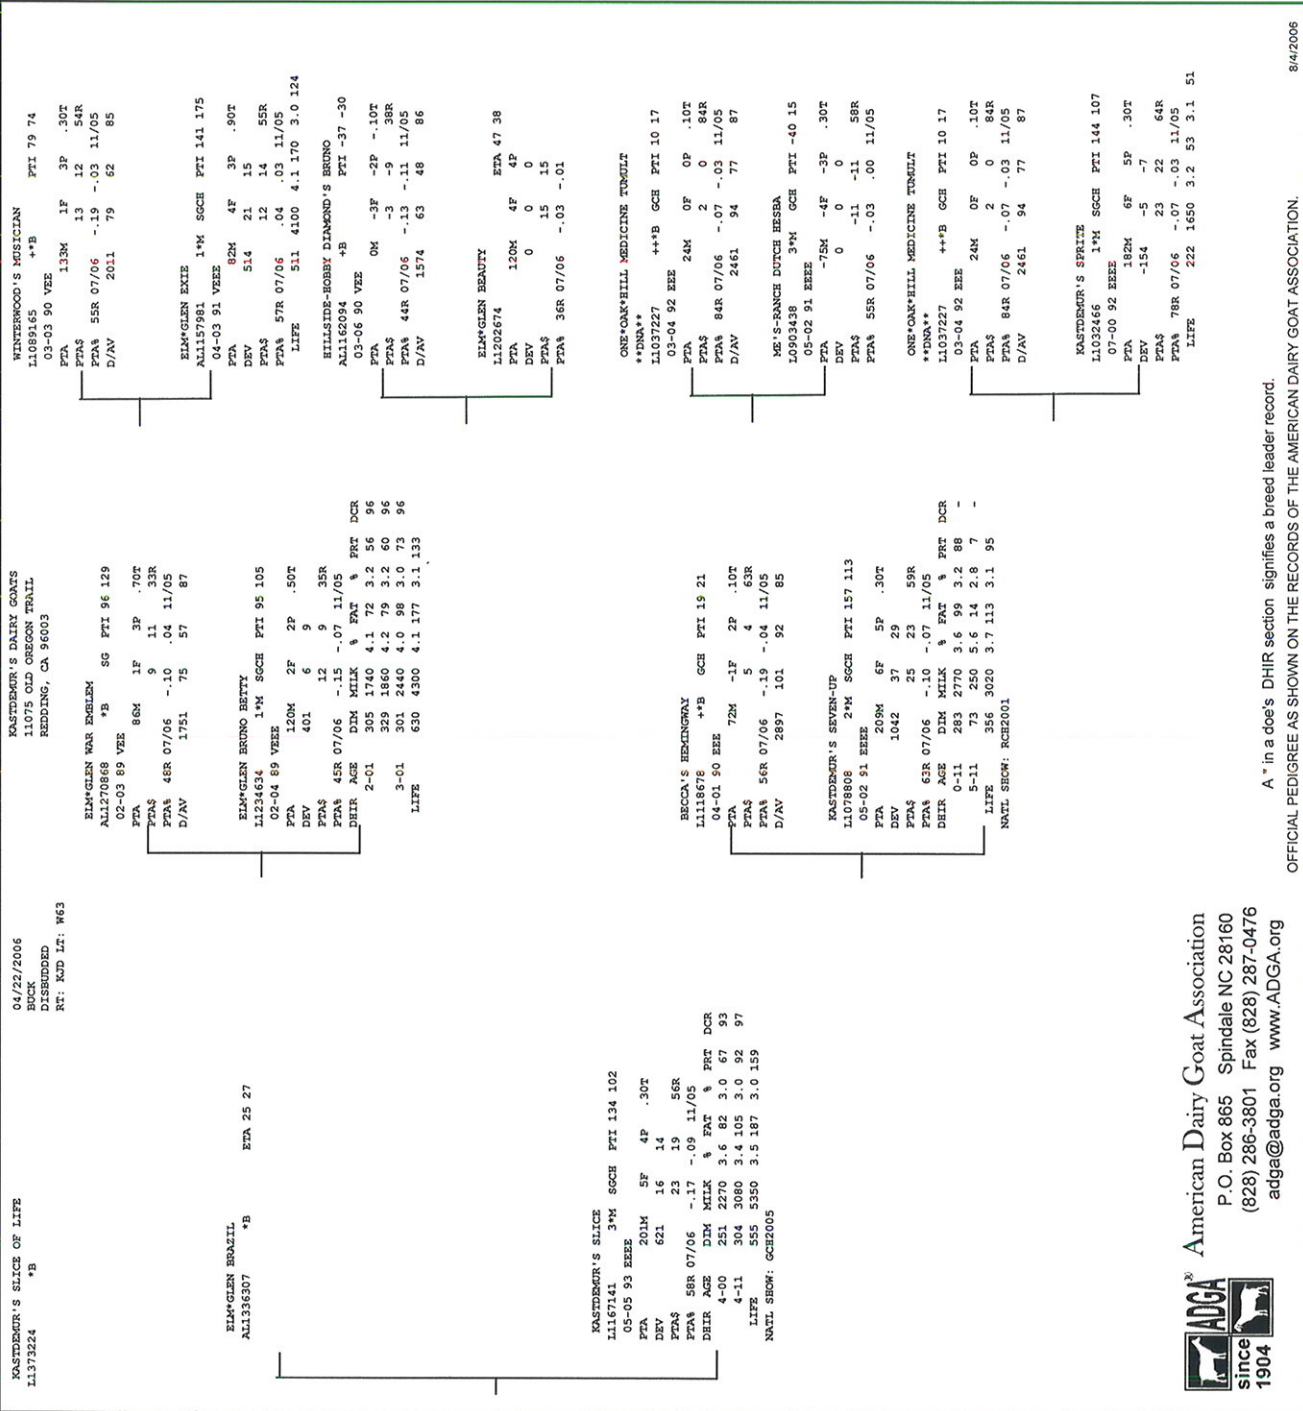 KASTDEMUR'S SLICE OF LIFE
L1373224 *B
04/22/2006
BUCK
DISBUDDED
RT: KJD LT: W63
KASTDEMUR'S DAIRY GOATS
11075 OLD OREGON TRAIL
REDDING, CA 96003
ELM*GLEN BRAZIL
AL1336307 *B ETA 25 27
KASTDEMUR'S SLICE
L1167141 3*M SGCH PTI 134 102
05-05 93 EEEE
PTA 201M 5F 4P .30T
DEV 621 16 14
PTA$ 23 19 56R
PTA% 58R 07/06 -.17 -.09 11/05
DHIR AGE DIM MILK % FAT % PRT DCR
4-00 251 2270 3.6 82 3.0 67 93
4-11 304 3080 3.4 105 3.0 92 97
LIFE 555 5350 3.5 187 3.0 159
NATL SHOW: GCH2005
ELM*GLEN WAR EMBLEM
AL1270868 *B SG PTI 96 129
02-03 89 VEE
PTA 86M 1F 3P .70T
PTA$ 9 11 33R
PTA% 48R 07/06 -.10 .04 11/05
D/AV 1751 75 57 87
ELM*GLEN BRUNO BETTY
L1234634 1*M SGCH PTI 95 105
02-04 89 VEEE
PTA 120M 2F 2P .50T
DEV 401 6 9
PTA$ 12 9 35R
PTA% 45R 07/06 -.15 -.07 11/05
DHIR AGE DIM MILK % FAT % PRT DCR
2-01 305 1740 4.1 72 3.2 56 96
329 1860 4.2 79 3.2 60 96
3-01 301 2440 4.0 98 3.0 73 96
LIFE 630 4300 4.1 177 3.1 133
BECCA'S HEMINGWAY
L1118678 +*B GCH PTI 19 21
04-01 90 EEE
PTA 72M -1F 2P .10T
PTA$ 5 4 63R
PTA% 56R 07/06 -.19 -.04 11/05
D/AV 2897 101 92 85
KASTDEMUR'S SEVEN-UP
L1078808 2*M SGCH PTI 157 113
05-02 91 EEEE
PTA 209M 6F 5P .30T
DEV 1042 37 29
PTA$ 25 23 59R
PTA% 63R 07/06 -.10 -.07 11/05
DHIR AGE DIM MILK % FAT % PRT DCR
0-11 283 2770 3.6 99 3.2 88 -
5-11 73 250 5.6 14 2.8 7 -
LIFE 356 3020 3.7 113 3.1 95
NATL SHOW: RCH2001
WINTERWOOD'S MUSICIAN
L1089165 +*B PTI 79 74
03-03 90 VEE
PTA 133M 1F 3P .30T
PTA$ 13 12 54R
PTA% 55R 07/06 -.19 -.03 11/05
D/AV 2011 79 62 85
ELM*GLEN EXIE
AL1157981 1*M SGCH PTI 141 175
04-03 91 VEEE
PTA 82M 4F 3P .90T
DEV 514 21 15
PTA$ 12 14 55R
PTA% 57R 07/06 .04 .03 11/05
LIFE 511 4100 4.1 170 3.0 124
HILLSIDE-HOBBY DIAMOND'S BRUNO
AL1162094 +B PTI -37 -30
03-06 90 VEE
PTA 0M -3F -2P -.10T
PTA$ -3 -9 38R
PTA% 44R 07/06 -.13 -.11 11/05
D/AV 1574 63 48 86
ELM*GLEN BEAUTY
L1202674 ETA 47 38
PTA 120M 4F 4P
DEV 0 0 0
PTA$ 15 15
PTA% 36R 07/06 -.03 -.01
ONE*OAK*HILL MEDICINE TUMULT
**DNA**
L1037227 ++*B GCH PTI 10 17
03-04 92 EEE
PTA 24M 0F 0P .10T
PTA$ 2 0 84R
PTA% 84R 07/06 -.07 -.03 11/05
D/AV 2461 94 77 87
ME'S-RANCH DUTCH HESBA
L0903438 3*M GCH PTI -40 15
05-02 91 EEEE
PTA -75M -4F -3P .30T
DEV 0 0 0
PTA$ -11 -11 58R
PTA% 55R 07/06 -.03 .00 11/05
ONE*OAK*HILL MEDICINE TUMULT
**DNA**
L1037227 ++*B GCH PTI 10 17
03-04 92 EEE
PTA 24M 0F 0P .10T
PTA$ 2 0 84R
PTA% 84R 07/06 -.07 -.03 11/05
D/AV 2461 94 77 87
KASTDEMUR'S SPRITE
L1032466 1*M SGCH PTI 144 107
07-00 92 EEEE
PTA 182M 6F 5P .30T
DEV -154 -5 -7
PTA$ 23 22 64R
PTA% 78R 07/06 -.07 -.03 11/05
LIFE 222 1650 3.2 53 3.1 51
ADGA®
since
1904
American Dairy Goat Association
P.O. Box 865 Spindale NC 28160
(828) 286-3801 Fax (828) 287-0476
adga@adga.org www.ADGA.org
A * in a doe's DHIR section signifies a breed leader record.
OFFICIAL PEDIGREE AS SHOWN ON THE RECORDS OF THE AMERICAN DAIRY GOAT ASSOCIATION.
8/4/2006